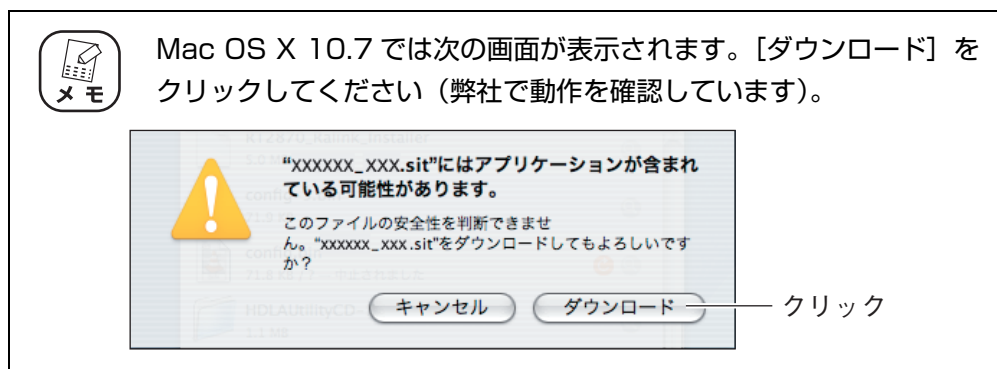 Mac OS X 10.7 では次の画面が表示されます。[ダウンロード] を
クリックしてください（弊社で動作を確認しています）。
メモ
RT2870_Ralink_Installer
“XXXXXX_XXX.sit”にはアプリケーションが含まれ
ている可能性があります。
このファイルの安全性を判断できませ
ん。“xxxxxx_xxx.sit”をダウンロードしてもよろしいです
か？
キャンセル
ダウンロード
クリック
HDLAUtilityCD-
1.1 MB